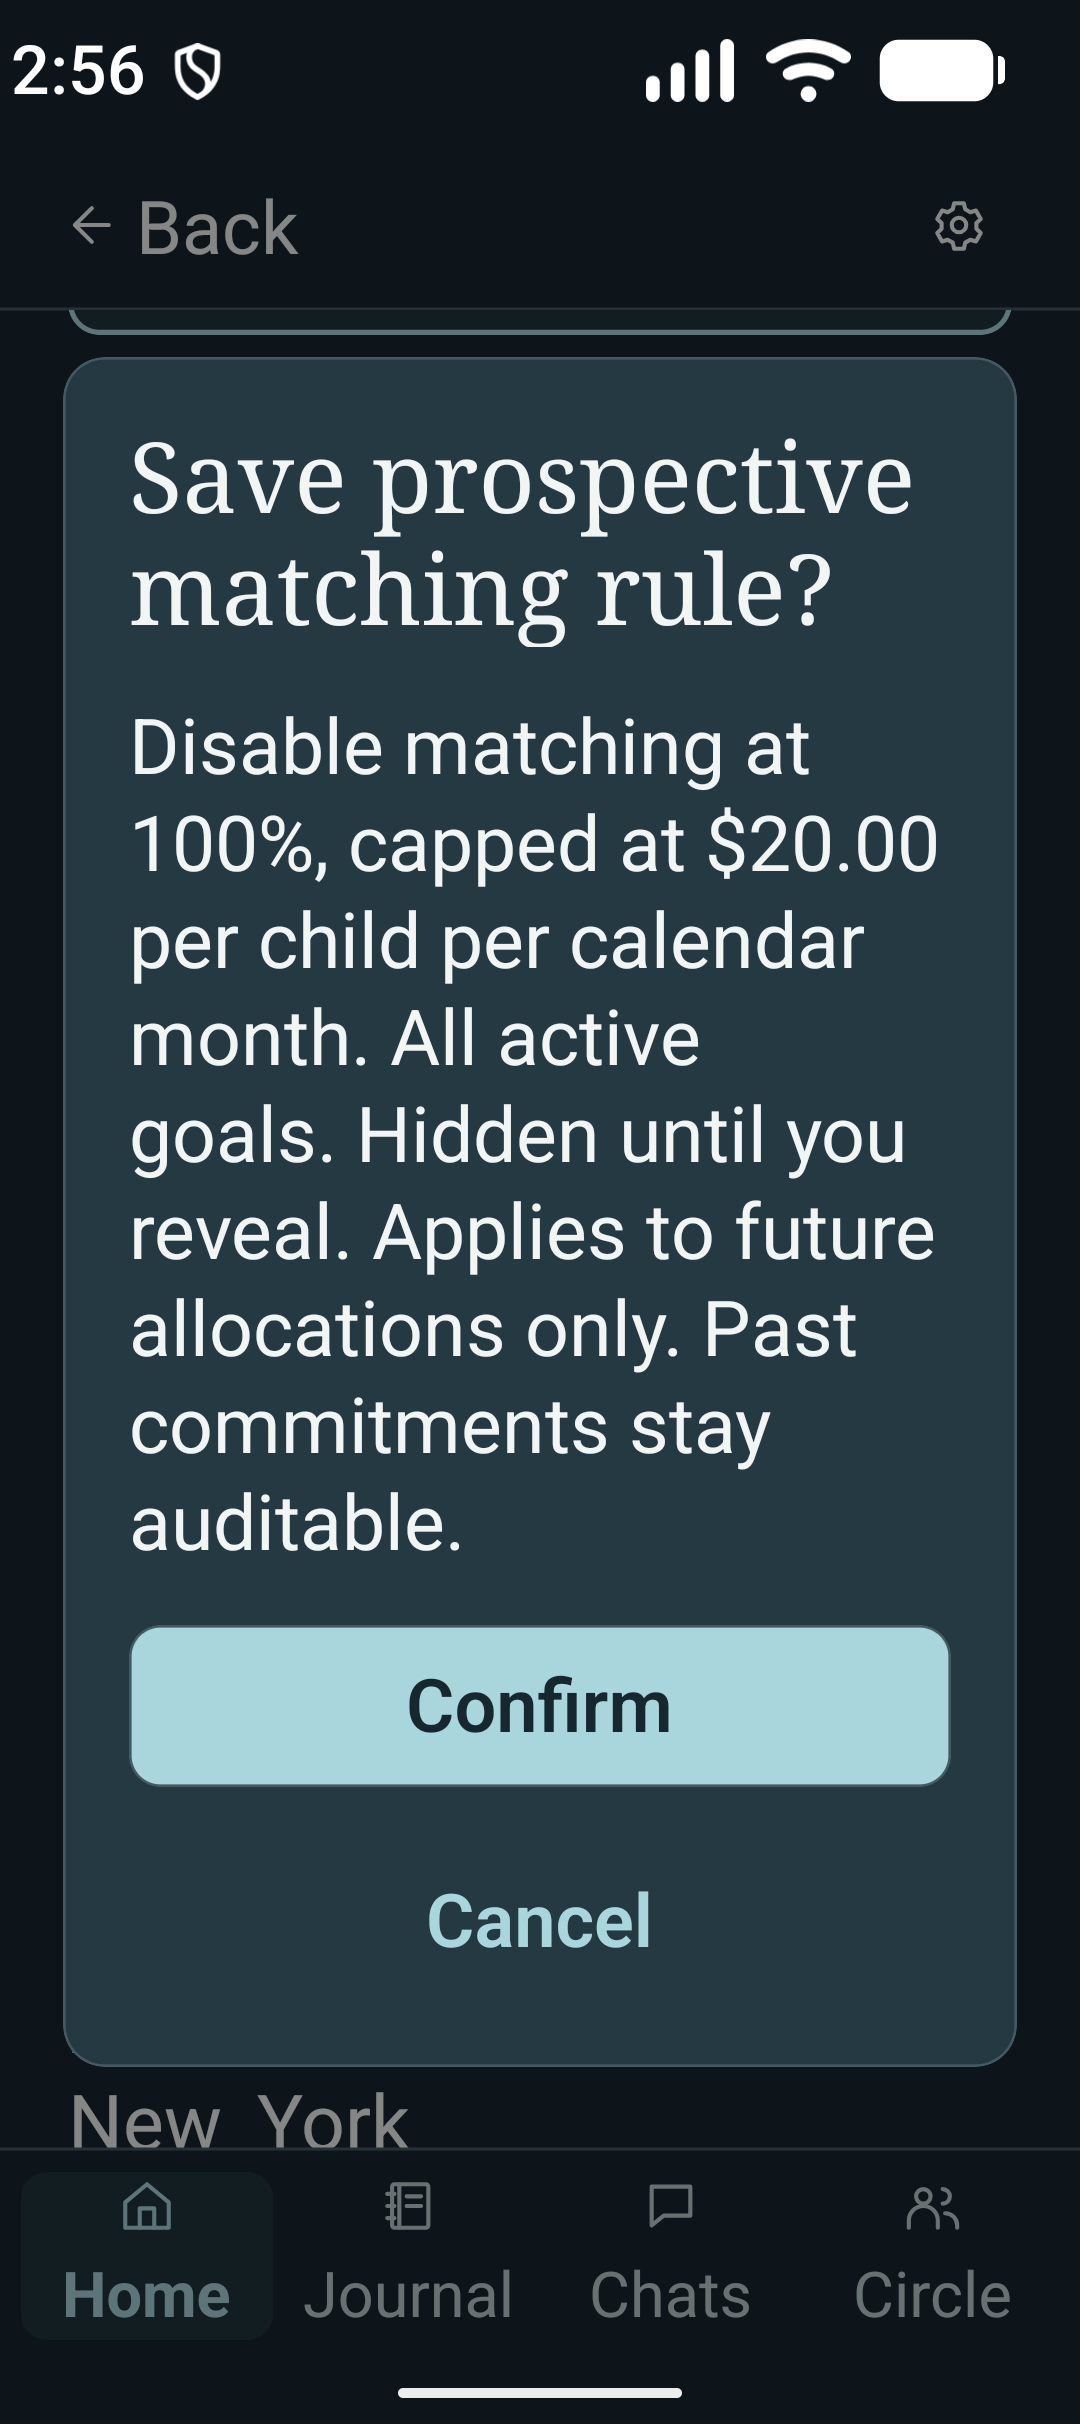 2:56
Back
Save prospective
matching rule?
Disable matching at
100%, capped at $20.00
per child per calendar
month. All active
goals. Hidden until you
reveal. Applies to future
allocations only. Past
commitments stay
auditable.
Confirm
Cancel
New York
Home Journal Chats Circle